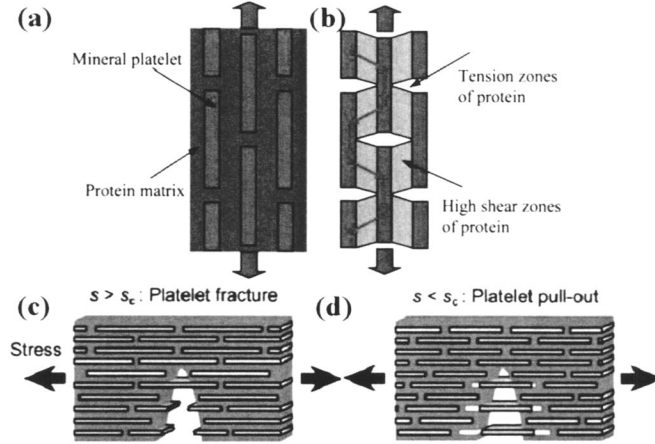 (a)
(b)
Mineral platelet
Protein matrix
Tension zones
of protein
High shear zones
of protein
(c)
s > sc : Platelet fracture
(d)
s < sc : Platelet pull-out
Stress